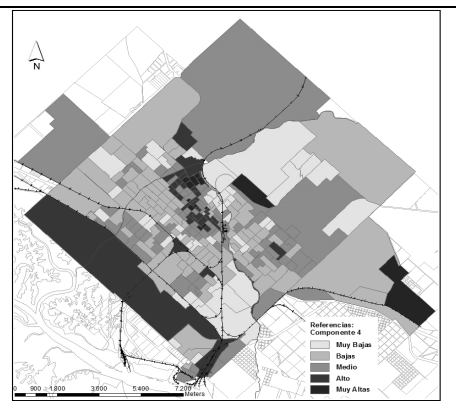 N
Referencias:
Componente 4
Muy Bajas
Bajas
Medio
Alto
Muy Altas
0 900 1.800 3.600 5.400 7.200
Meters